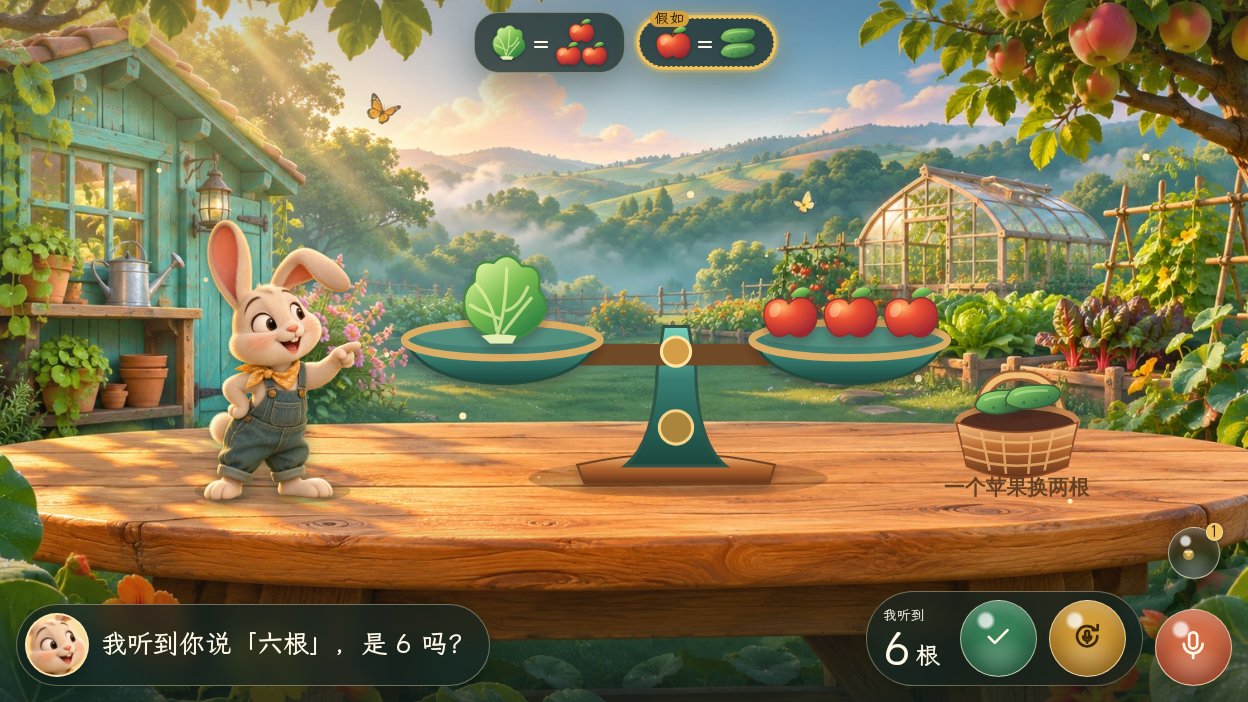 =
假如
=
一个苹果换两根
1
我听到你说「六根」，是 6 吗？
我听到
6 根